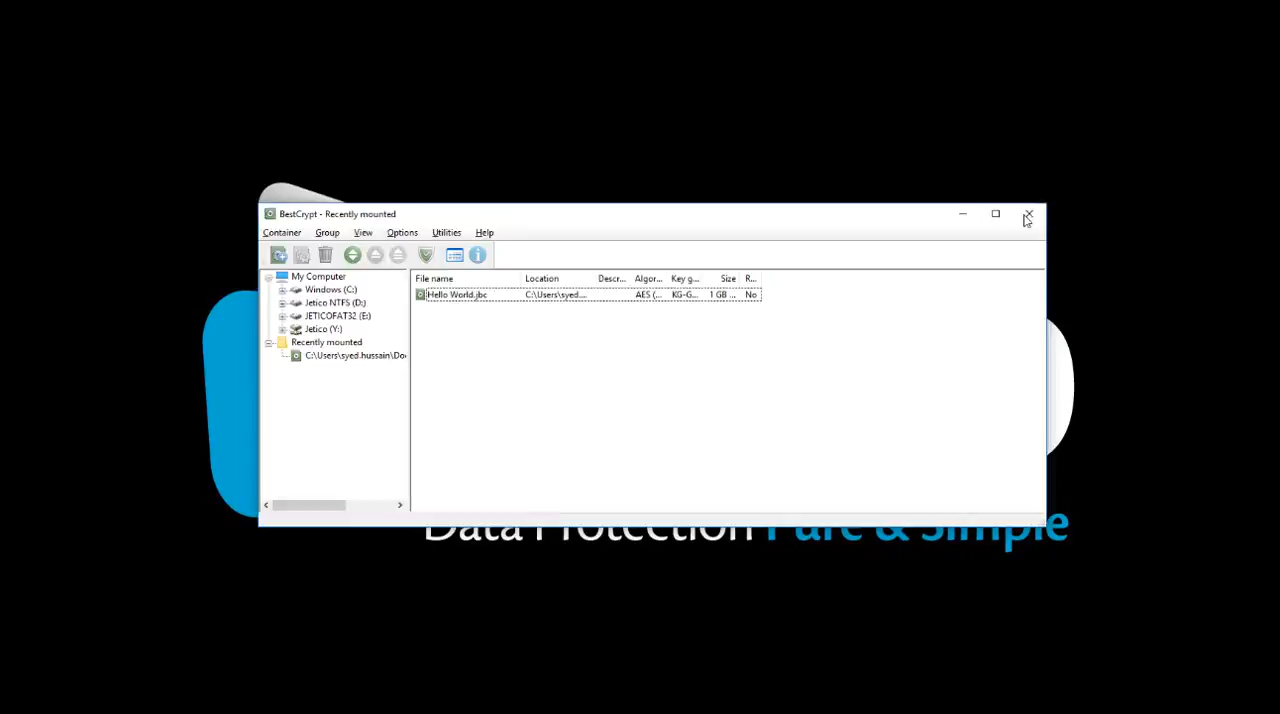 BestCrypt - Recently mounted
Container Group View Options Utilities Help
My Computer
Windows (C:)
Jetico NTFS (D:)
JETICOFAT32 (E:)
Jetico (Y:)
Recently mounted
C:\Users\syed.hussain\Do
File name Location Descr... Algor... Key g... Size R...
Hello World.jbc C:\Users\syed.... AES (... KG-G... 1 GB ... No
Data Protection Pure & Simple